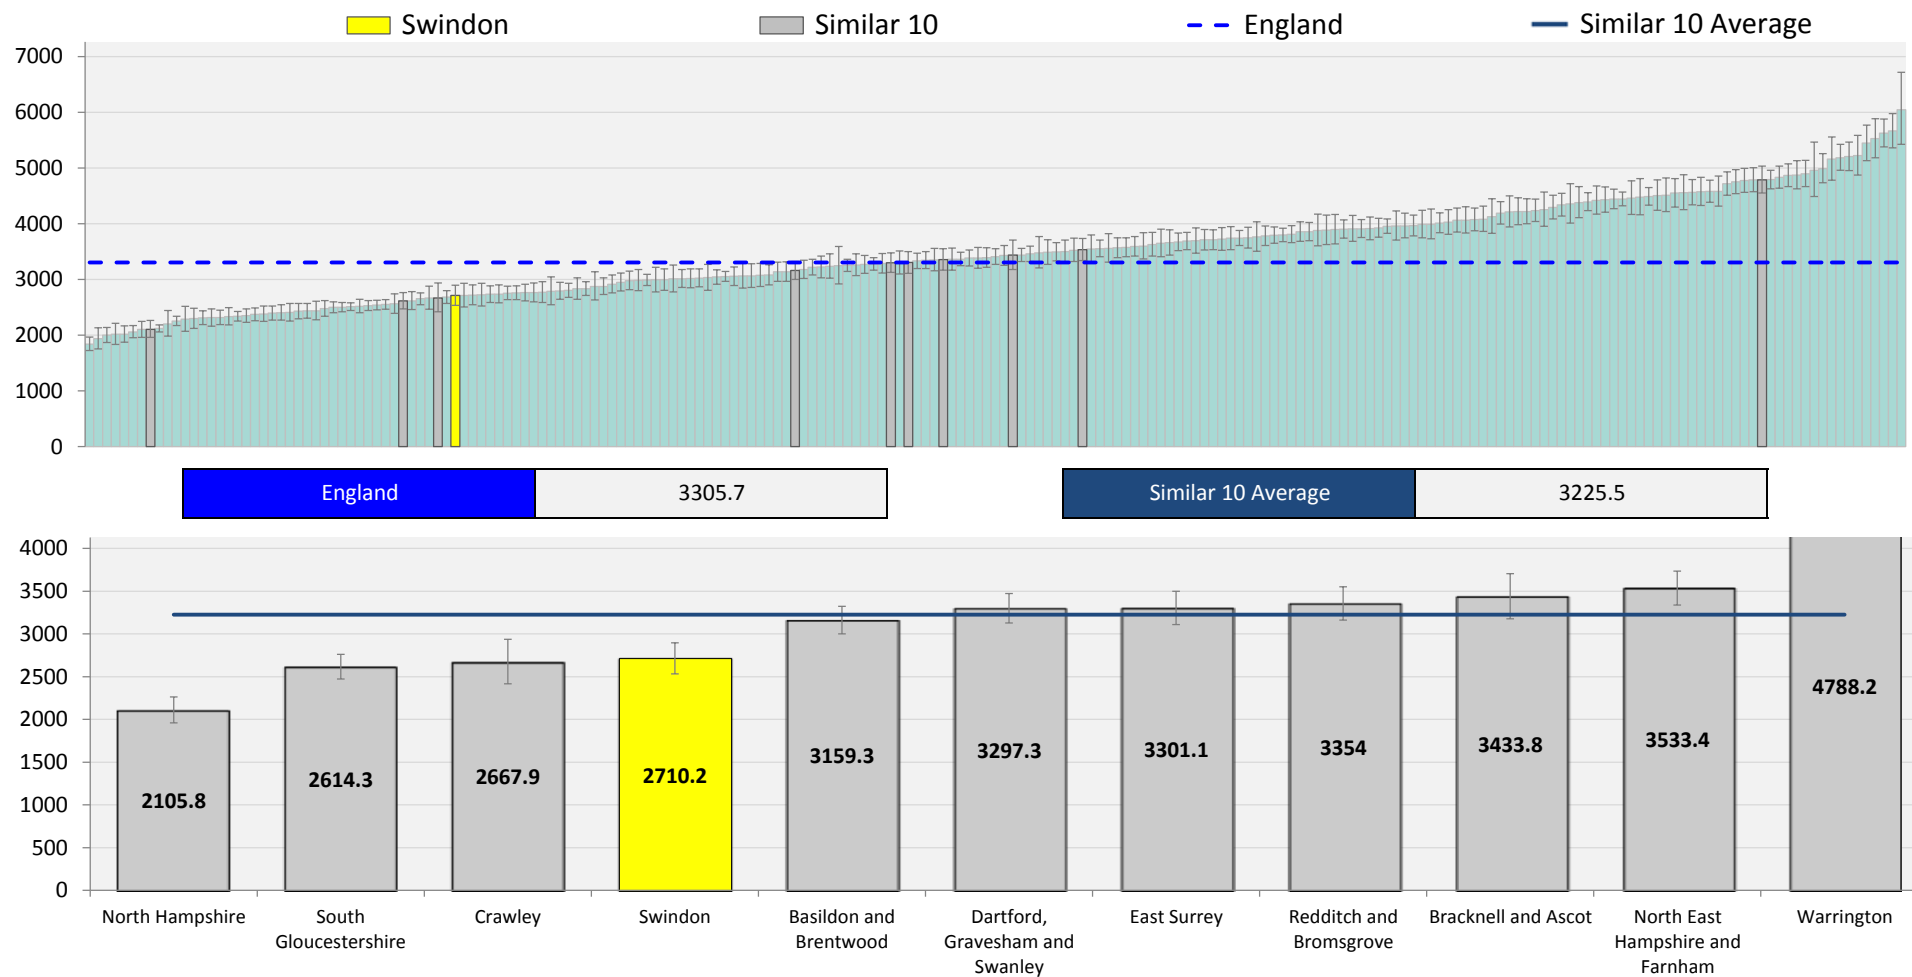 Swindon Similar 10 England Similar 10 Average
7000
6000
5000
4000
3000
2000
1000
0
England 3305.7 Similar 10 Average 3225.5
4000
3500
3000
2500
2000
1500
1000
500
0
2105.8 2614.3 2667.9 2710.2 3159.3 3297.3 3301.1 3354 3433.8 3533.4 4788.2
North Hampshire
South
Gloucestershire
Crawley
Swindon
Basildon and
Brentwood
Dartford,
Gravesham and
Swanley
East Surrey
Redditch and
Bromsgrove
Bracknell and Ascot
North East
Hampshire and
Farnham
Warrington